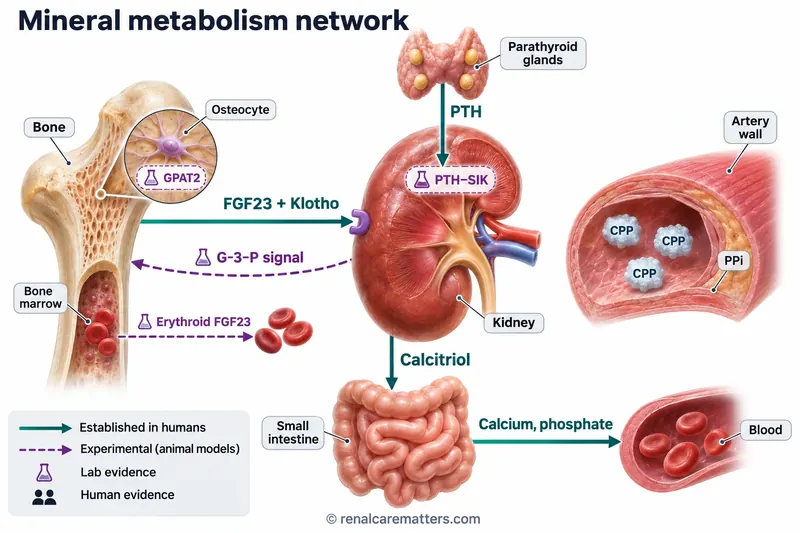 Mineral metabolism network
Parathyroid
glands
Osteocyte
Bone
PTH
Artery
wall
GPAT2
PTH–SIK
FGF23 + Klotho
CPP
CPP
CPP
G-3-P signal
PPi
Bone
marrow
Erythroid FGF23
Kidney
Calcitriol
Small
intestine
Calcium, phosphate
Blood
Established in humans
Experimental (animal models)
Lab evidence
Human evidence
© renalcarematters.com